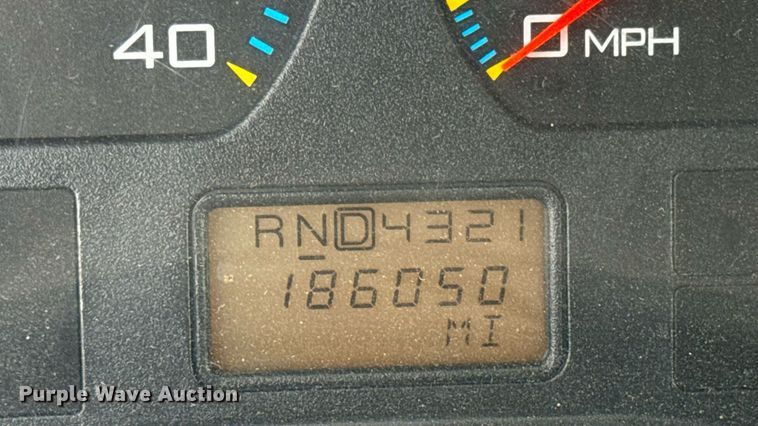 40
0 MPH
RND4321
186050
MI
Purple Wave Auction